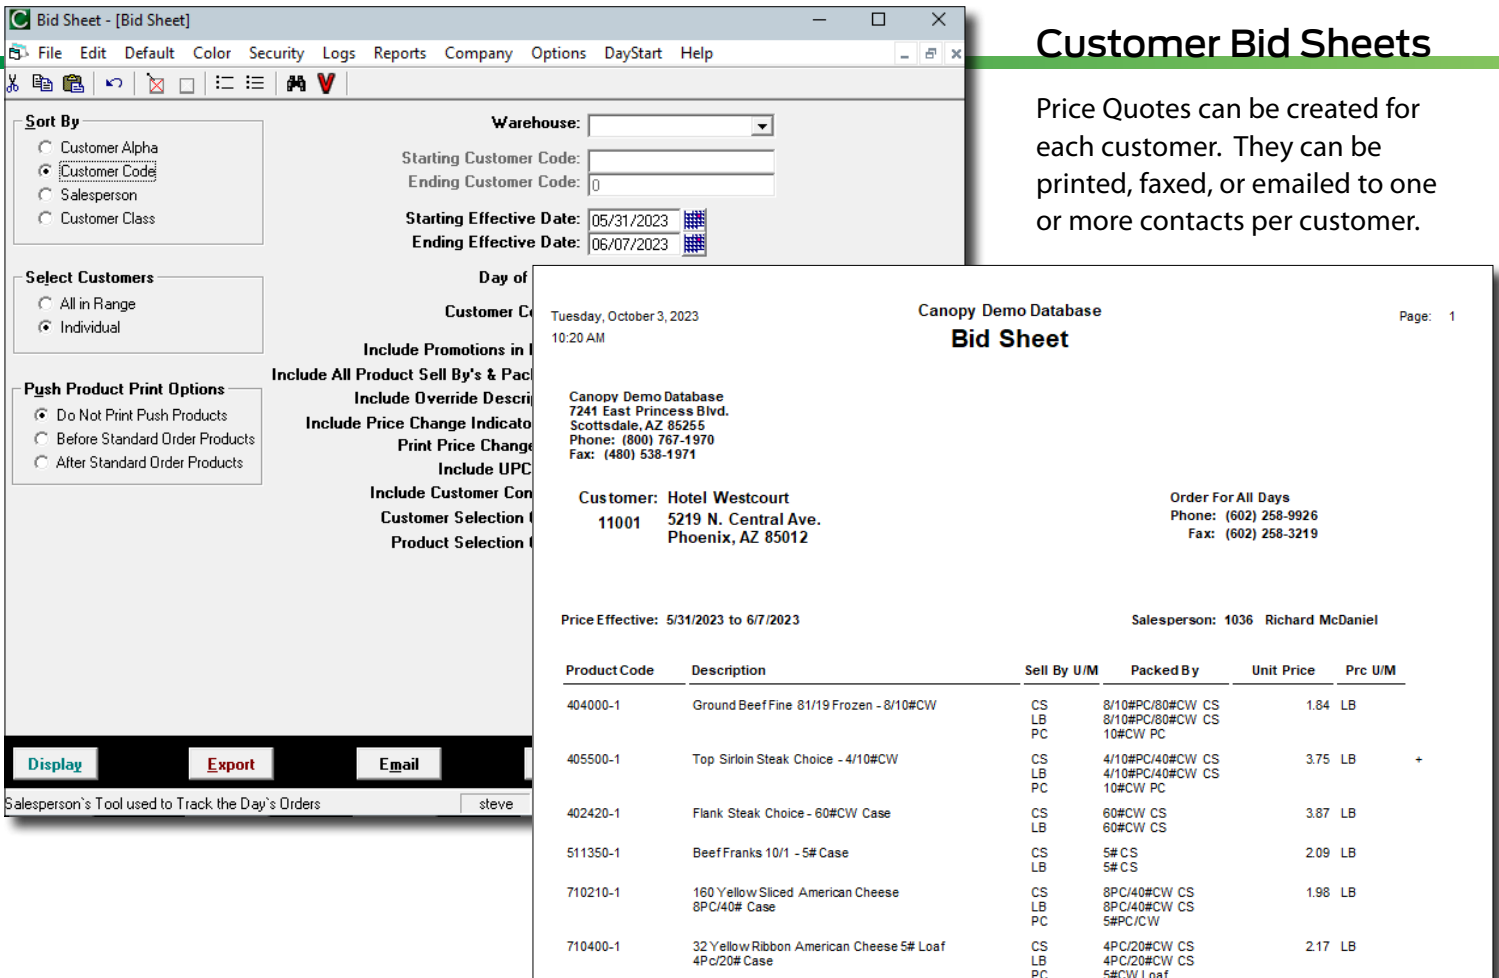 Bid Sheet - [Bid Sheet]
File Edit Default Color Security Logs Reports Company Options DayStart Help
Sort By
Customer Alpha
Customer Code
Salesperson
Customer Class
Warehouse:
Starting Customer Code:
Ending Customer Code: 0
Starting Effective Date: 05/31/2023
Ending Effective Date: 06/07/2023
Select Customers
All in Range
Individual
Push Product Print Options
Do Not Print Push Products
Before Standard Order Products
After Standard Order Products
Day of
Customer C
Include Promotions in
Include All Product Sell By's & Pac
Include Override Descri
Include Price Change Indicato
Print Price Change
Include UPC
Include Customer Con
Customer Selection
Product Selection
Display Export Email
Salesperson`s Tool used to Track the Day`s Orders steve
Customer Bid Sheets
Price Quotes can be created for
each customer. They can be
printed, faxed, or emailed to one
or more contacts per customer.
Tuesday, October 3, 2023 Canopy Demo Database Page: 1
10:20 AM Bid Sheet
Canopy Demo Database
7241 East Princess Blvd.
Scottsdale, AZ 85255
Phone: (800) 767-1970
Fax: (480) 538-1971
Customer: Hotel Westcourt Order For All Days
11001 5219 N. Central Ave. Phone: (602) 258-9926
Phoenix, AZ 85012 Fax: (602) 258-3219
Price Effective: 5/31/2023 to 6/7/2023 Salesperson: 1036 Richard McDaniel
Product Code Description Sell By U/M Packed By Unit Price Prc U/M
404000-1 Ground Beef Fine 81/19 Frozen - 8/10#CW CS 8/10#PC/80#CW CS 1.84 LB
LB 8/10#PC/80#CW CS
PC 10#CW PC
405500-1 Top Sirloin Steak Choice - 4/10#CW CS 4/10#PC/40#CW CS 3.75 LB +
LB 4/10#PC/40#CW CS
PC 10#CW PC
402420-1 Flank Steak Choice - 60#CW Case CS 60#CW CS 3.87 LB
LB 60#CW CS
511350-1 Beef Franks 10/1 - 5# Case CS 5# CS 2.09 LB
LB 5# CS
710210-1 160 Yellow Sliced American Cheese CS 8PC/40#CW CS 1.98 LB
8PC/40# Case LB 8PC/40#CW CS
PC 5#PC/CW
710400-1 32 Yellow Ribbon American Cheese 5# Loaf CS 4PC/20#CW CS 2.17 LB
4Pc/20# Case LB 4PC/20#CW CS
PC 5#CW Loaf